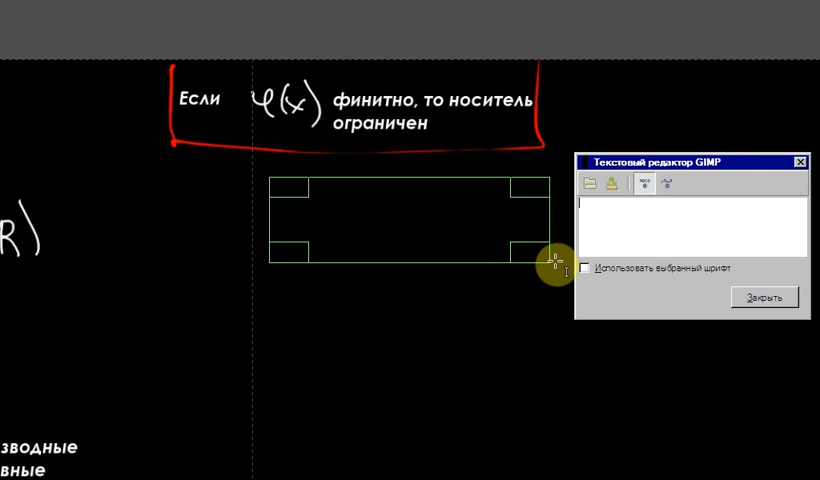 Если φ(x) финитно, то носитель
ограничен
Текстовый редактор GIMP
R)
Использовать выбранный шрифт
Закрыть
зводные
вные